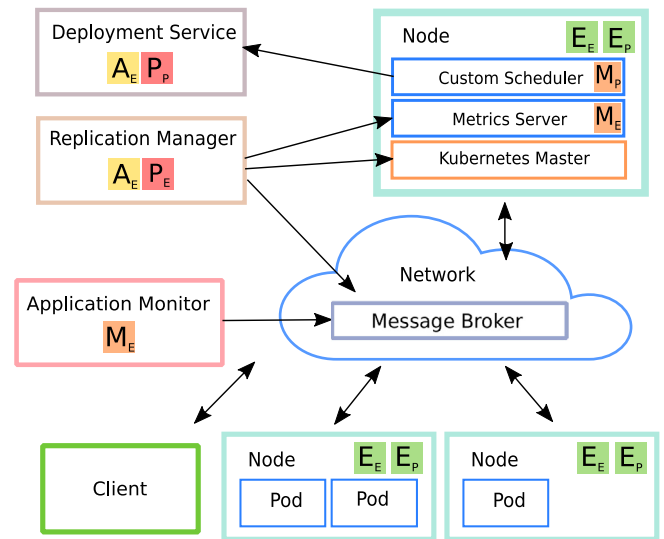 Deployment Service
A_E P_P
Replication Manager
A_E P_E
Node E_E E_P
Custom Scheduler M_P
Metrics Server M_E
Kubernetes Master
Network
Message Broker
Application Monitor
M_E
Client
Node E_E E_P
Pod Pod
Node E_E E_P
Pod